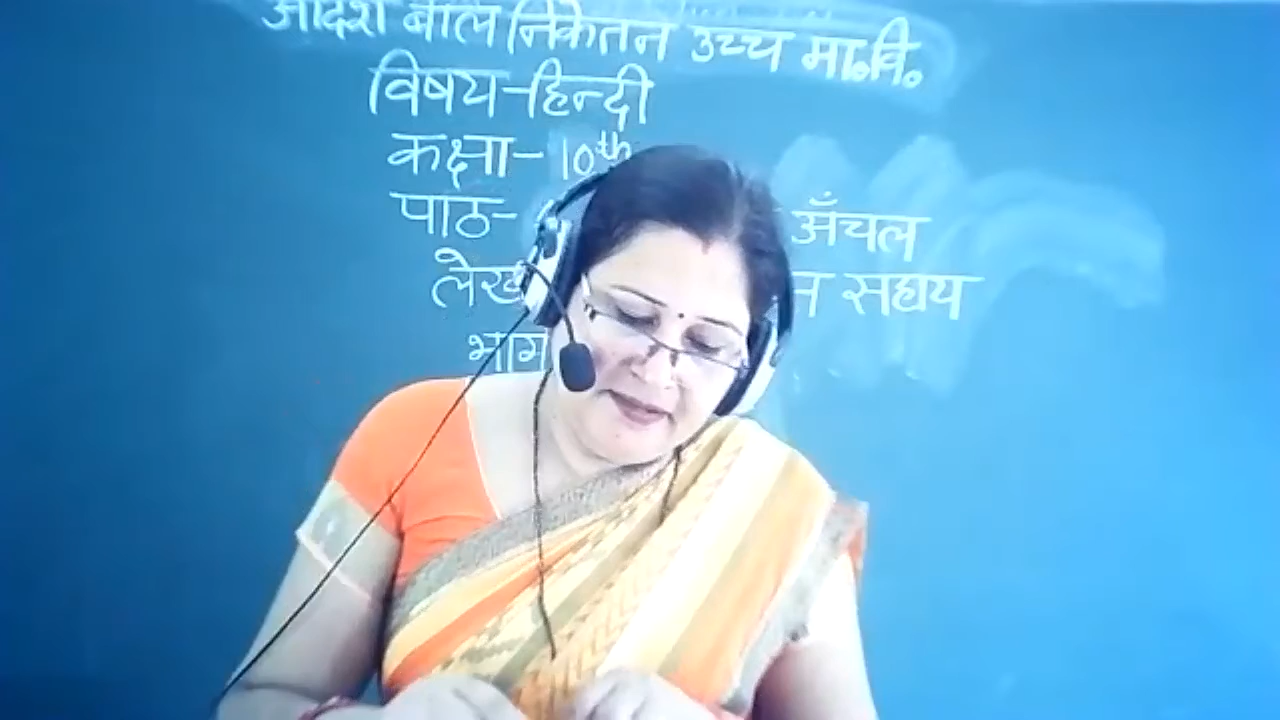 आदर्श बाल निकेतन उच्च मा.वि.
विषय-हिन्दी
कक्षा- 10th
पाठ- अँचल
सहाय